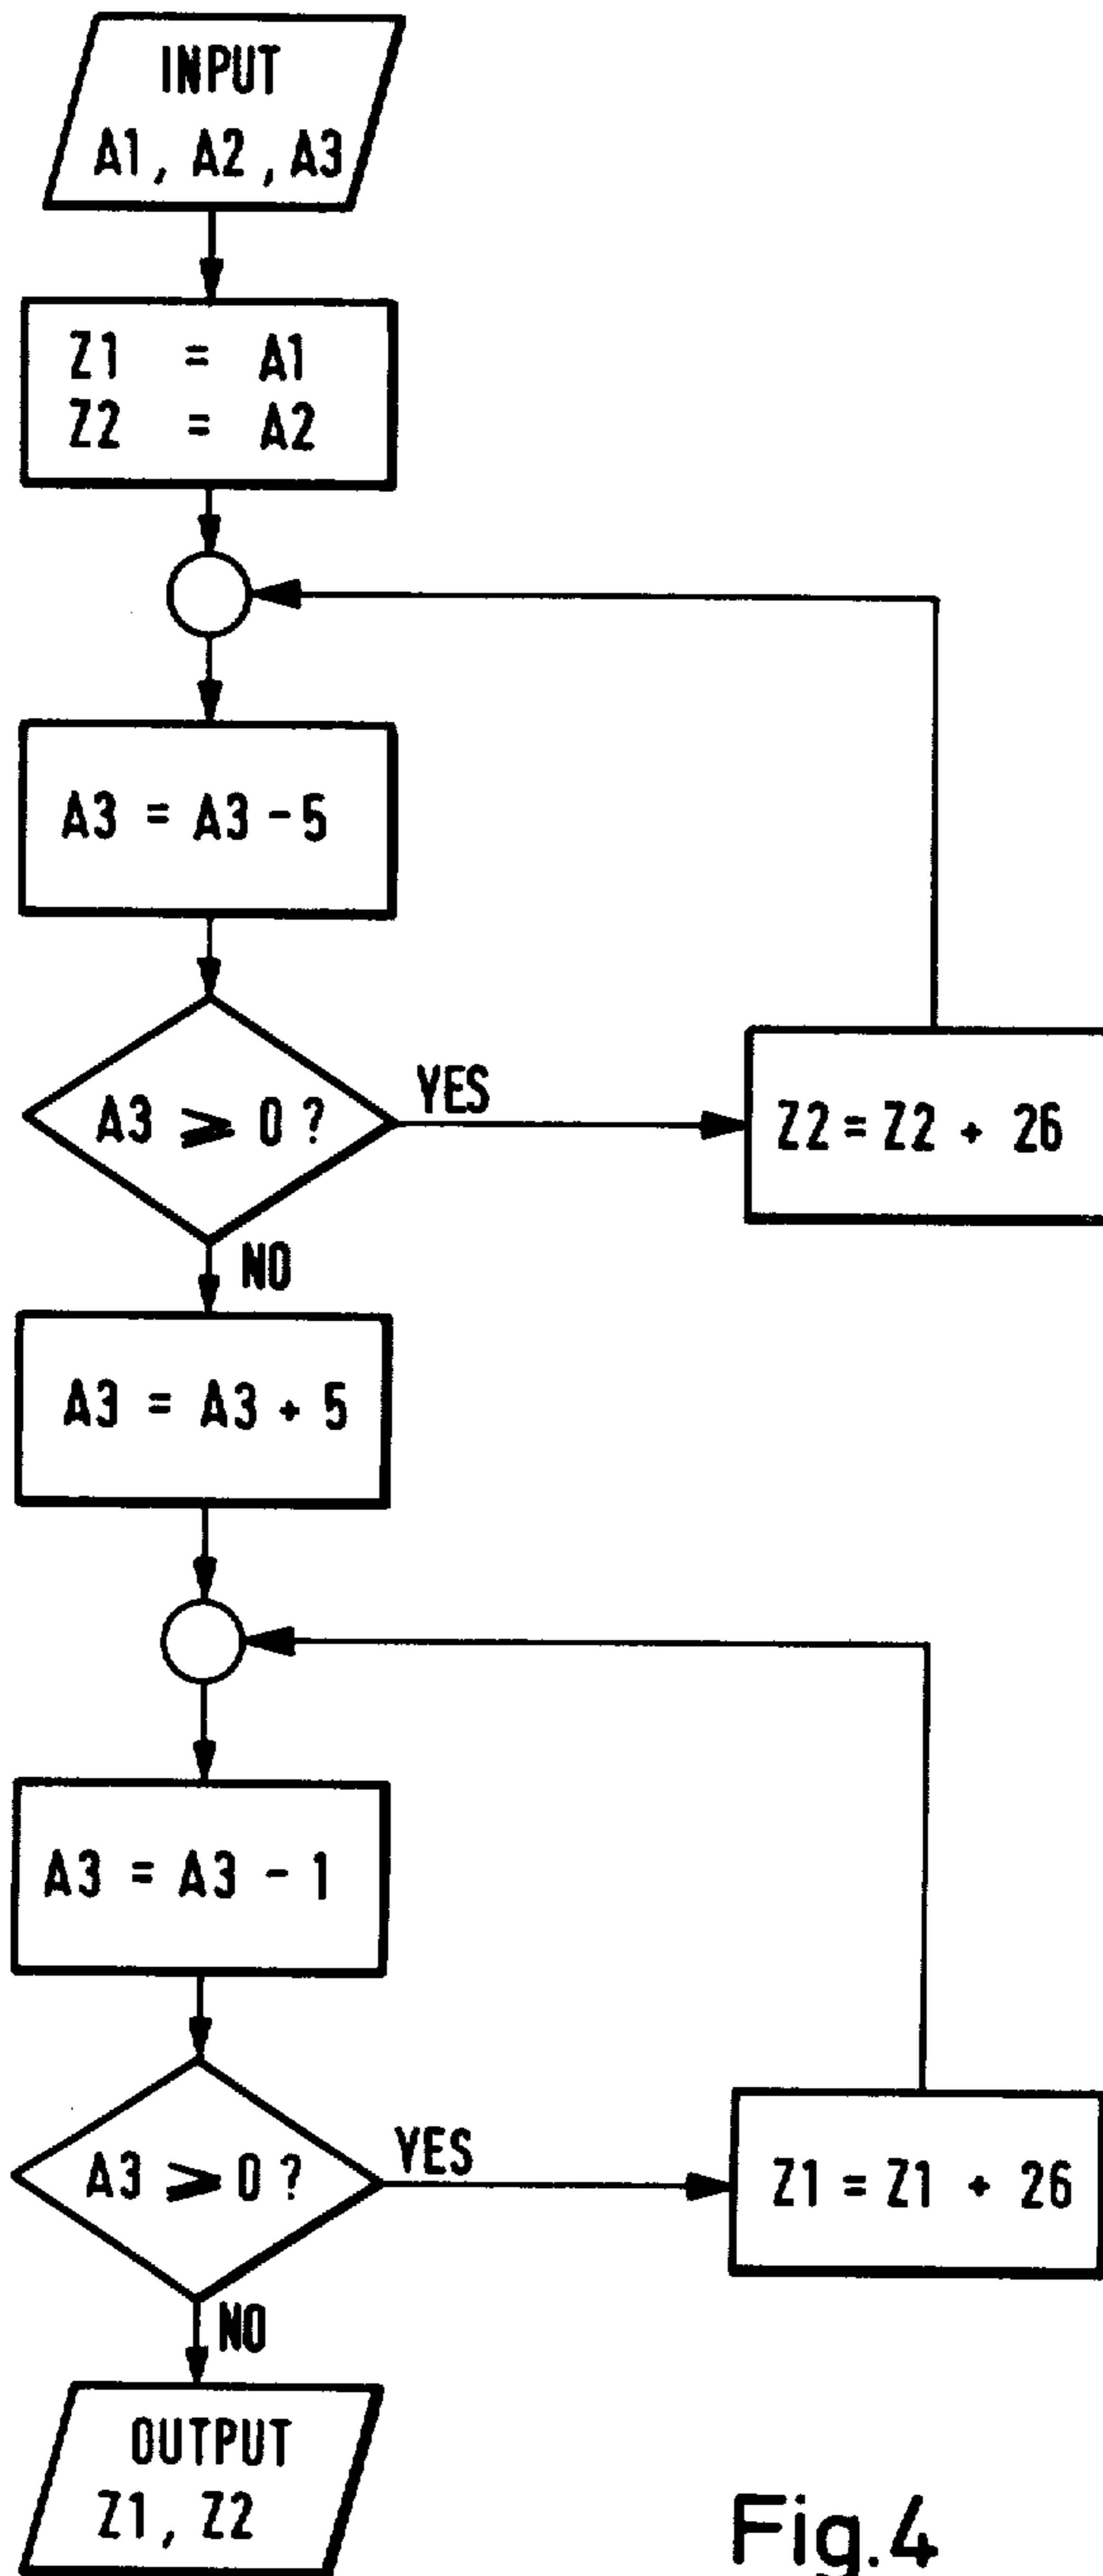 INPUT
A1, A2, A3
Z1 = A1
Z2 = A2
A3 = A3 - 5
A3 ⩾ 0 ?
YES
Z2 = Z2 + 26
NO
A3 = A3 + 5
A3 = A3 - 1
A3 ⩾ 0 ?
YES
Z1 = Z1 + 26
NO
OUTPUT
Z1, Z2
Fig.4